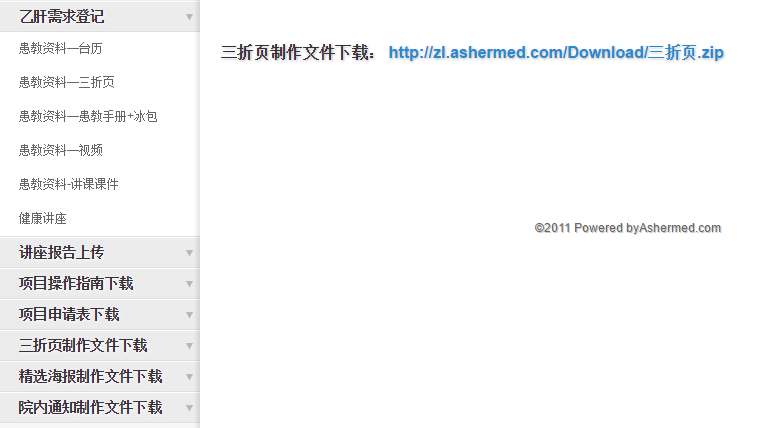 乙肝需求登记
患教资料—台历
患教资料—三折页
患教资料—患教手册+冰包
患教资料—视频
患教资料-讲课课件
健康讲座
讲座报告上传
项目操作指南下载
项目申请表下载
三折页制作文件下载
精选海报制作文件下载
院内通知制作文件下载
三折页制作文件下载： http://zl.ashermed.com/Download/三折页.zip
©2011 Powered byAshermed.com